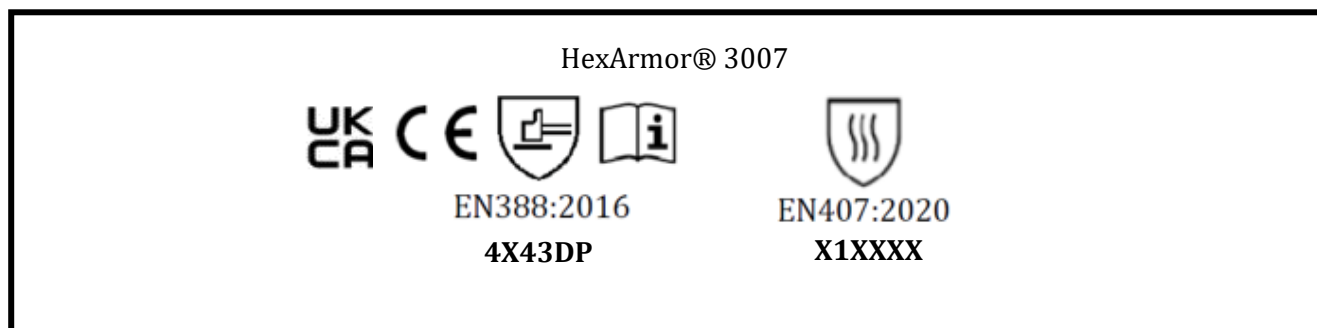 HexArmor® 3007
UK
CA CE i
EN388:2016
4X43DP
EN407:2020
X1XXXX